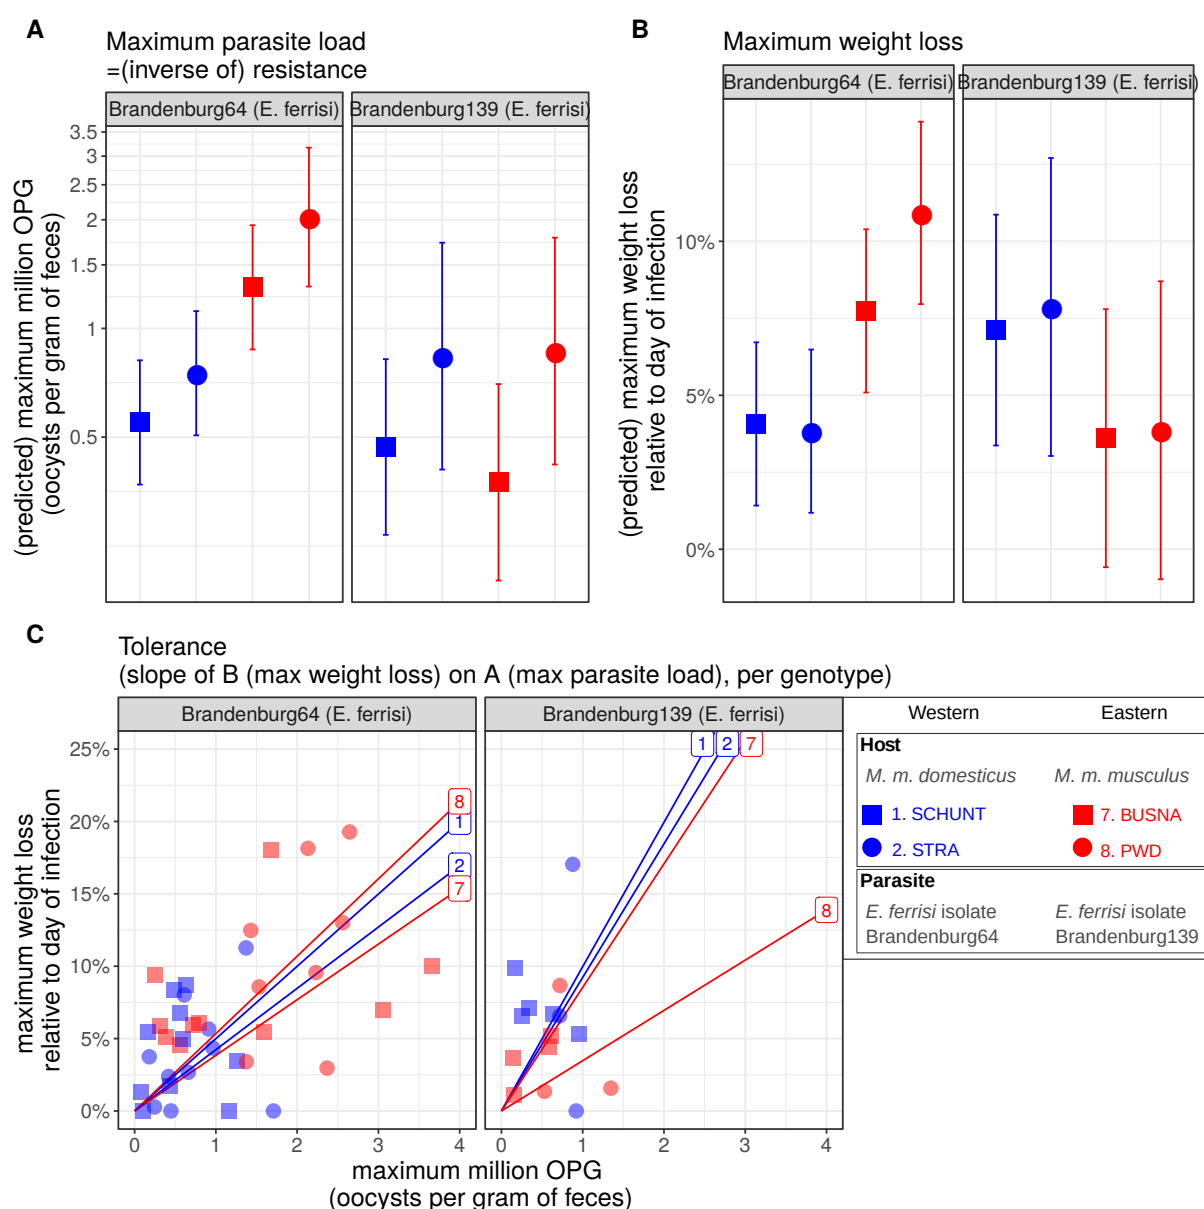 A
Maximum parasite load
=(inverse of) resistance
Brandenburg64 (E. ferrisi)
Brandenburg139 (E. ferrisi)
3.5
3
2.5
2
1.5
1
0.5
(predicted) maximum million OPG
(oocysts per gram of feces)
B
Maximum weight loss
Brandenburg64 (E. ferrisi)
Brandenburg139 (E. ferrisi)
10%
5%
0%
(predicted) maximum weight loss
relative to day of infection
C
Tolerance
(slope of B (max weight loss) on A (max parasite load), per genotype)
Brandenburg64 (E. ferrisi)
Brandenburg139 (E. ferrisi)
25%
20%
15%
10%
5%
0%
maximum weight loss
relative to day of infection
8
1
2
7
1
2
7
8
0
1
2
3
4
0
1
2
3
4
maximum million OPG
(oocysts per gram of feces)
Western
Eastern
Host
M. m. domesticus
M. m. musculus
1. SCHUNT
7. BUSNA
2. STRA
8. PWD
Parasite
E. ferrisi isolate
Brandenburg64
E. ferrisi isolate
Brandenburg139